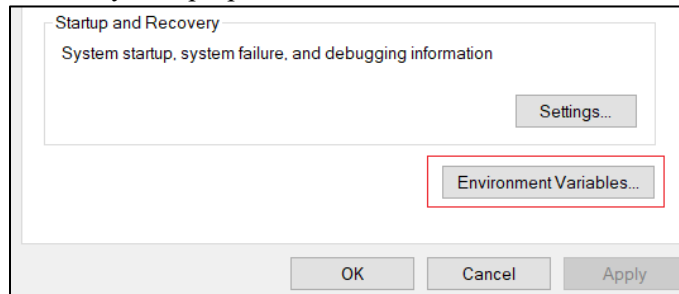 Startup and Recovery
System startup, system failure, and debugging information
Settings...
Environment Variables...
OK Cancel Apply